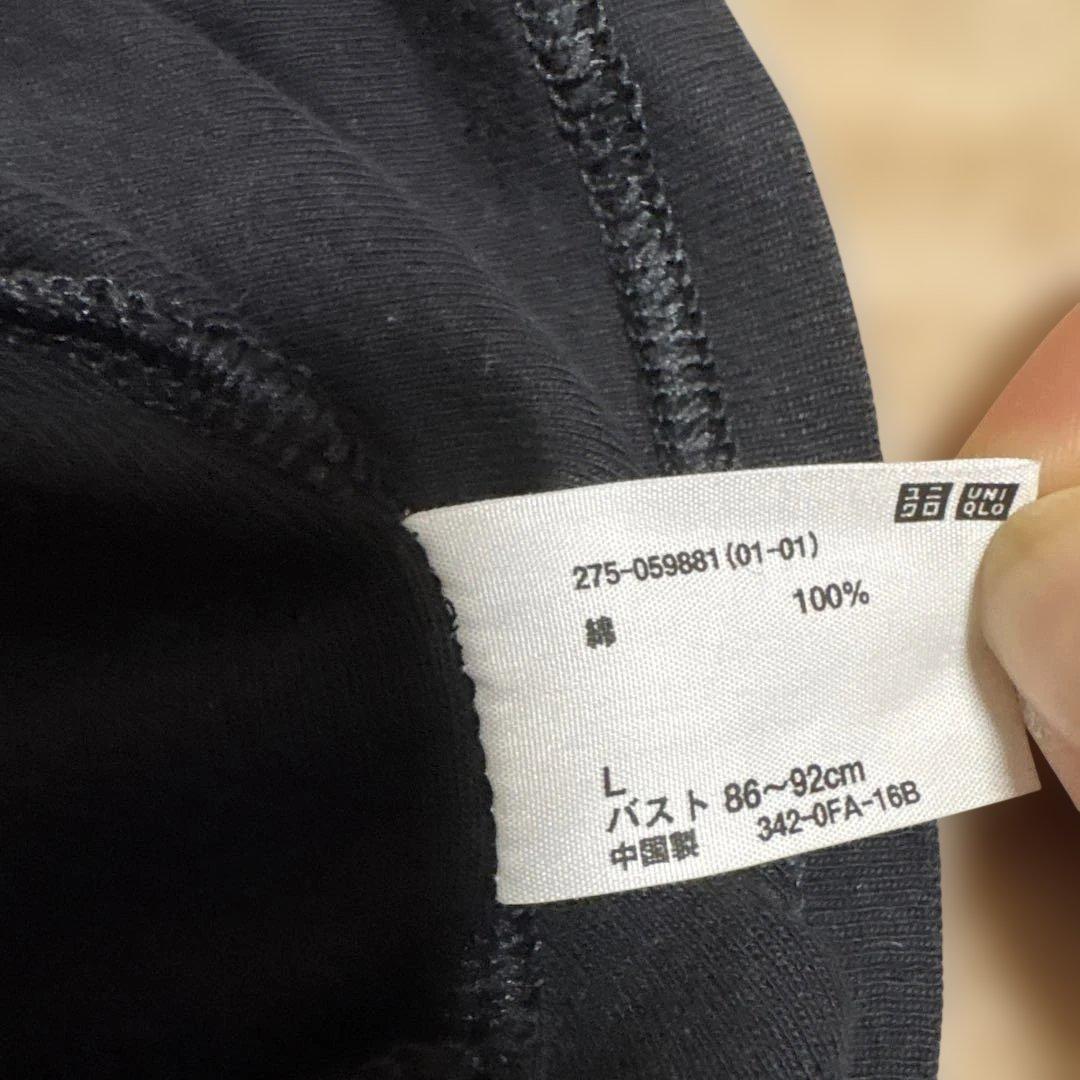 ユニクロ UNIQLO
275-059881(01-01)
綿 100%
L
バスト 86～92cm
中国製 342-0FA-16B